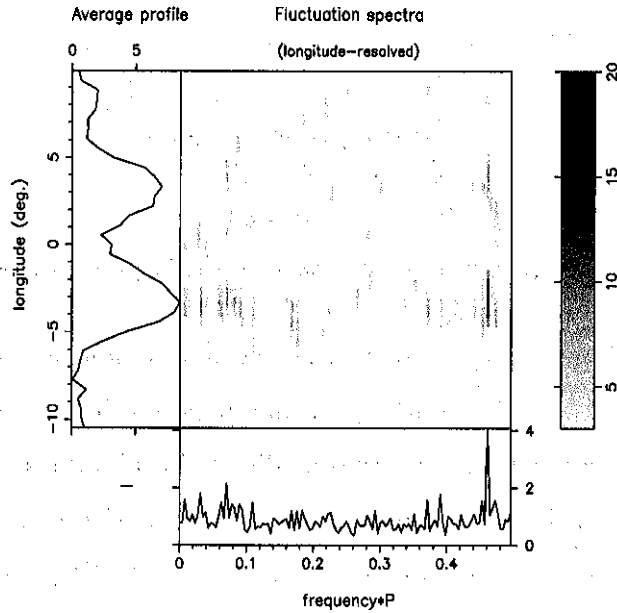 Average profile
Fluctuation spectra
0 5
(longitude−resolved)
20
15
10
5
5
0
−5
−10
longitude (deg.)
4
2
0
0 0.1 0.2 0.3 0.4
frequency*P